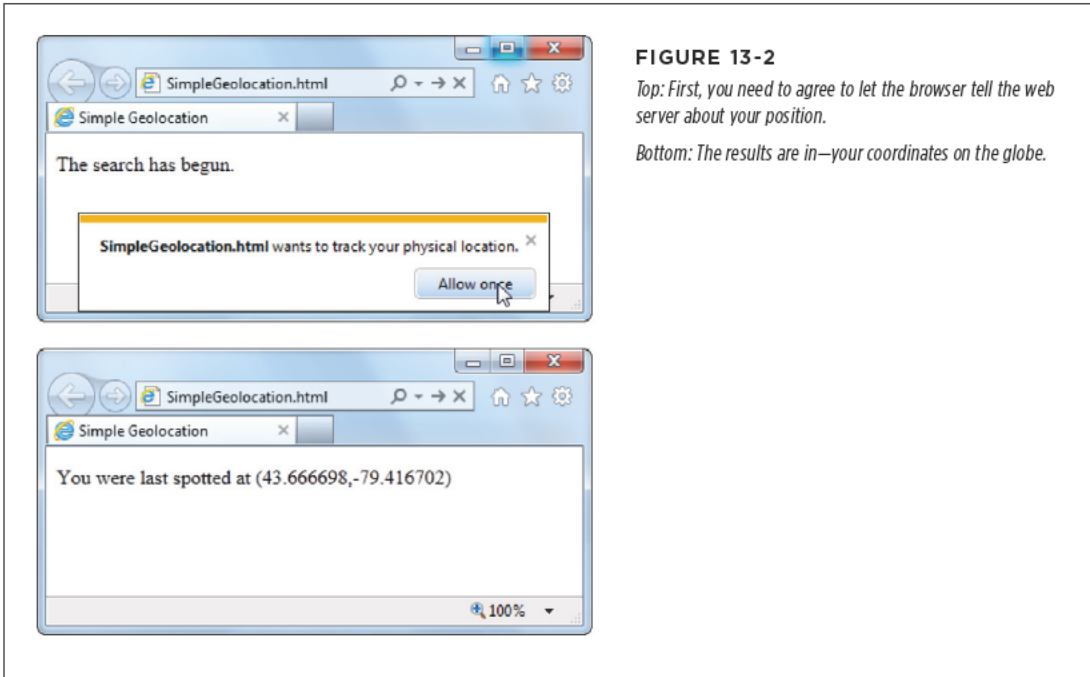 SimpleGeolocation.html
Simple Geolocation
The search has begun.
SimpleGeolocation.html wants to track your physical location.
Allow once
SimpleGeolocation.html
Simple Geolocation
You were last spotted at (43.666698,-79.416702)
100%
FIGURE 13-2
Top: First, you need to agree to let the browser tell the web
server about your position.
Bottom: The results are in—your coordinates on the globe.